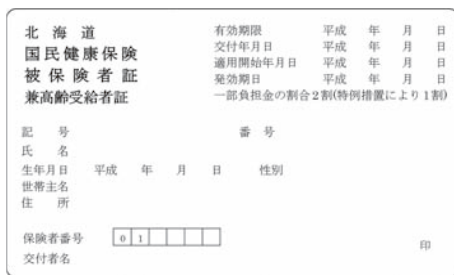 北海道
国民健康保険
被保険者証
兼高齢受給者証
有効期限 平成 年 月 日
交付年月日 平成 年 月 日
適用開始年月日 平成 年 月 日
発効期日 平成 年 月 日
一部負担金の割合2割(特例措置により1割)
記号 番号
氏名
生年月日 平成 年 月 日 性別
世帯主名
住所
保険者番号 0 1
交付者名 印